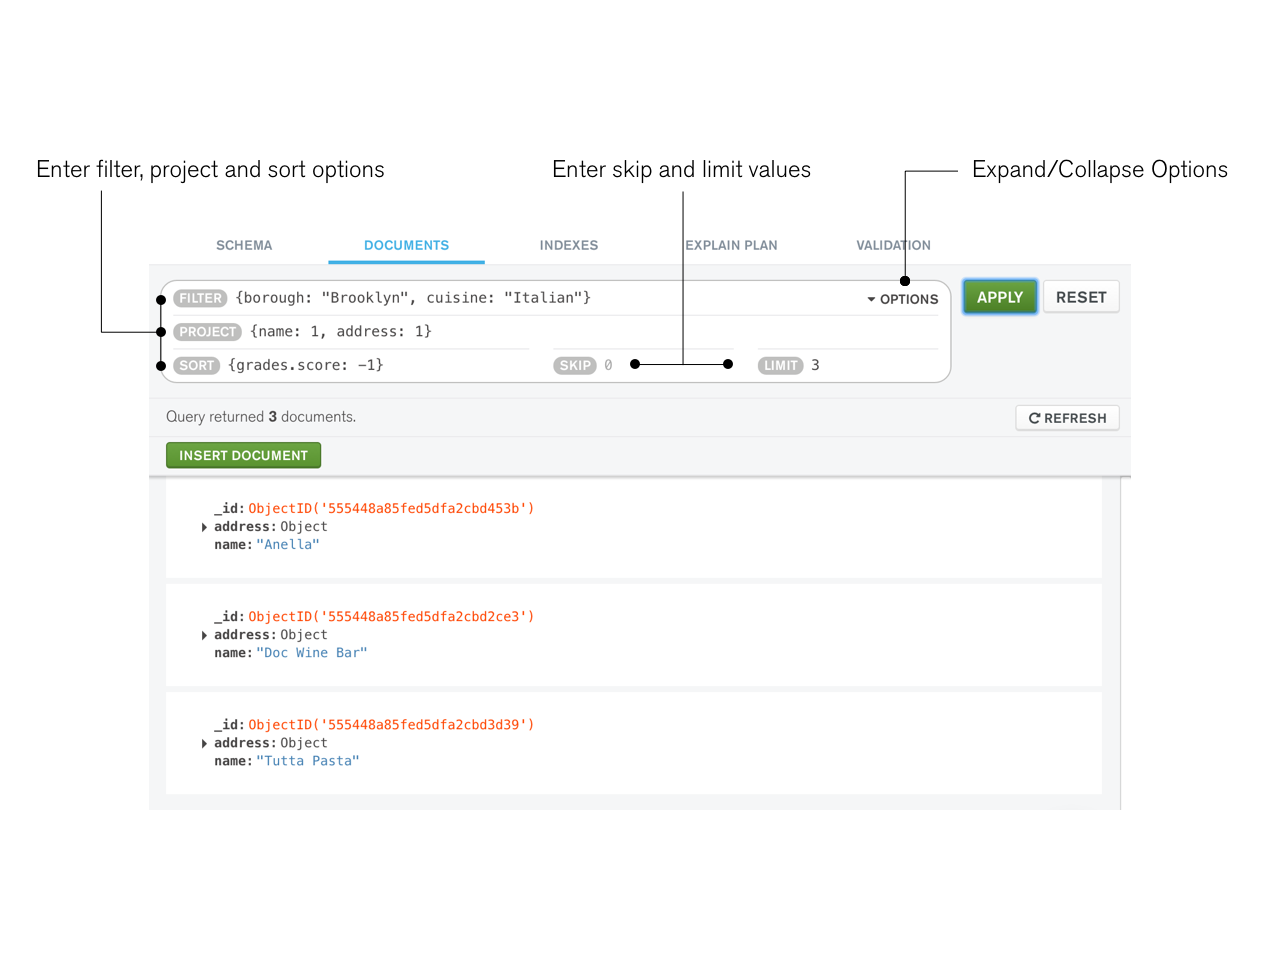 Enter filter, project and sort options
Enter skip and limit values
Expand/Collapse Options
SCHEMA DOCUMENTS INDEXES EXPLAIN PLAN VALIDATION
FILTER {borough: "Brooklyn", cuisine: "Italian"} OPTIONS APPLY RESET
PROJECT {name: 1, address: 1}
SORT {grades.score: -1} SKIP 0 LIMIT 3
Query returned 3 documents. REFRESH
INSERT DOCUMENT
_id: ObjectID('555448a85fed5dfa2cbd453b')
address: Object
name: "Anella"
_id: ObjectID('555448a85fed5dfa2cbd2ce3')
address: Object
name: "Doc Wine Bar"
_id: ObjectID('555448a85fed5dfa2cbd3d39')
address: Object
name: "Tutta Pasta"